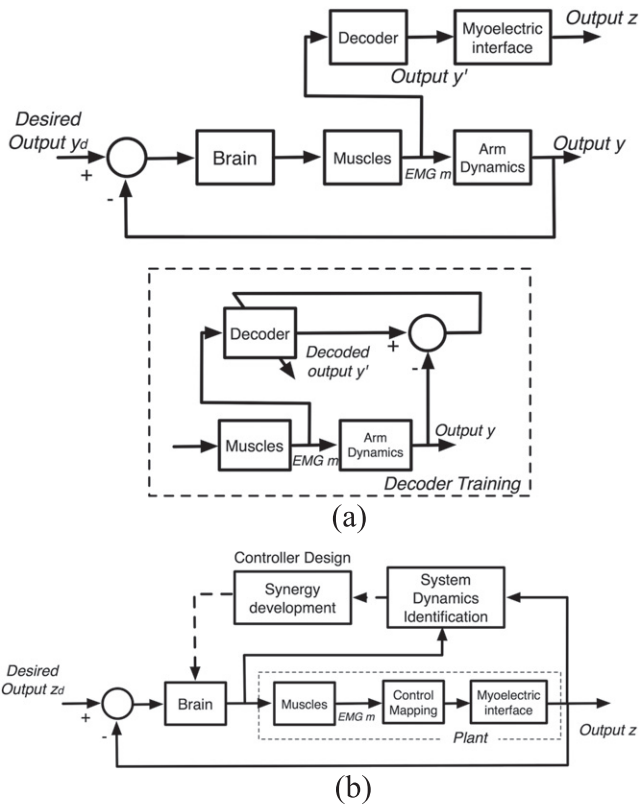 Output z
Decoder
Myoelectric
interface
Output y'
Desired
Output yd
+
-
Brain
Muscles
EMG m
Arm
Dynamics
Output y
Decoder
Decoded
output y'
+
-
Muscles
EMG m
Arm
Dynamics
Output y
Decoder Training
(a)
Controller Design
Synergy
development
System
Dynamics
Identification
Desired
Output zd
+
-
Brain
Muscles
EMG m
Control
Mapping
Myoelectric
interface
Plant
Output z
(b)